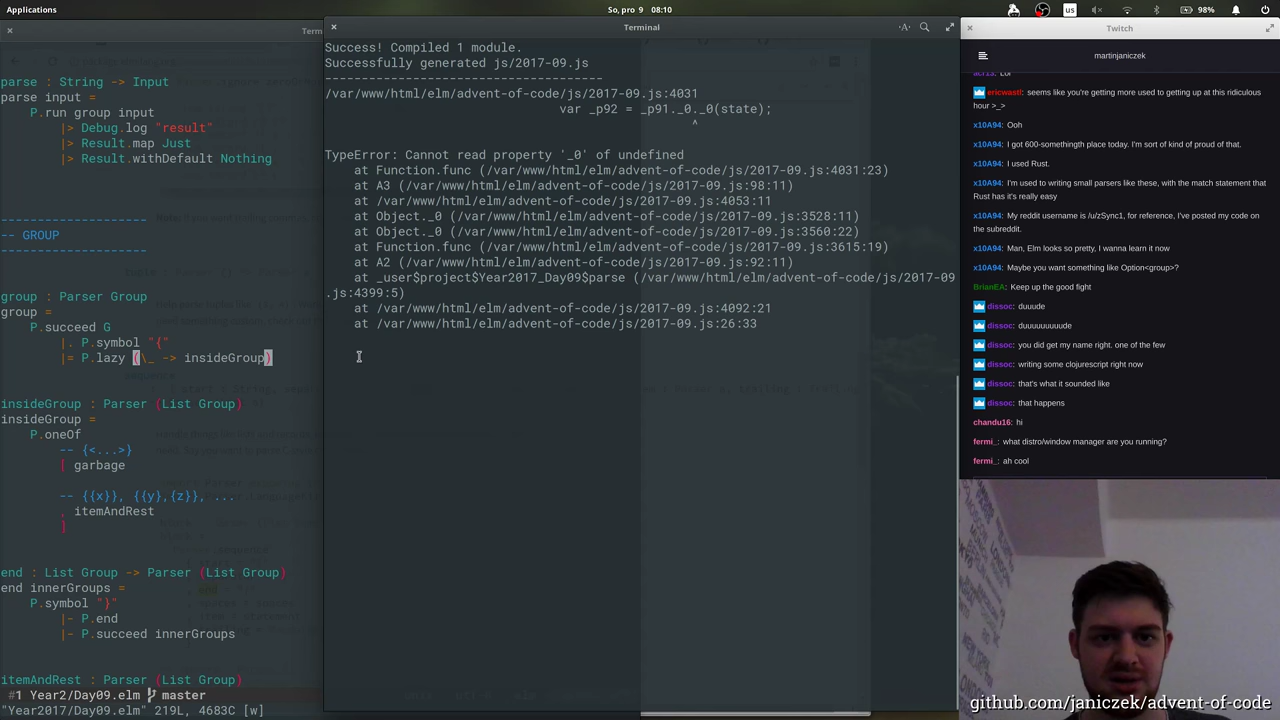 Applications
So, pro 9 08:10
us
98%
Term
Terminal
-A-
Twitch
martinjaniczek
parse : String -> Input
parse input =
P.run group input
|> Debug.log "result"
|> Result.map Just
|> Result.withDefault Nothing
--------------------
-- GROUP
--------------------
group : Parser Group
group =
P.succeed G
|. P.symbol "{"
|= P.lazy (\_ -> insideGroup)
insideGroup : Parser (List Group)
insideGroup =
P.oneOf
-- {<...>}
[ garbage
-- {{x}}, {{y},{z}}, ...
, itemAndRest
]
end : List Group -> Parser (List Group)
end innerGroups =
P.symbol "}"
|- P.end
|- P.succeed innerGroups
itemAndRest : Parser (List Group)
#1 Year2/Day09.elm master
"Year2017/Day09.elm" 219L, 4683C [w]
Success! Compiled 1 module.
Successfully generated js/2017-09.js
--------------------------------------
/var/www/html/elm/advent-of-code/js/2017-09.js:4031
var _p92 = _p91._0._0(state);
^
TypeError: Cannot read property '_0' of undefined
at Function.func (/var/www/html/elm/advent-of-code/js/2017-09.js:4031:23)
at A3 (/var/www/html/elm/advent-of-code/js/2017-09.js:98:11)
at /var/www/html/elm/advent-of-code/js/2017-09.js:4053:11
at Object._0 (/var/www/html/elm/advent-of-code/js/2017-09.js:3528:11)
at Object._0 (/var/www/html/elm/advent-of-code/js/2017-09.js:3560:22)
at Function.func (/var/www/html/elm/advent-of-code/js/2017-09.js:3615:19)
at A2 (/var/www/html/elm/advent-of-code/js/2017-09.js:92:11)
at _user$project$Year2017_Day09$parse (/var/www/html/elm/advent-of-code/js/2017-09
.js:4399:5)
at /var/www/html/elm/advent-of-code/js/2017-09.js:4092:21
at /var/www/html/elm/advent-of-code/js/2017-09.js:26:33
ericwastl: seems like you're getting more used to getting up at this ridiculous
hour >_>
x10A94: Ooh
x10A94: I got 600-somethingth place today. I'm sort of kind of proud of that.
x10A94: I used Rust.
x10A94: I'm used to writing small parsers like these, with the match statement that
Rust has it's really easy
x10A94: My reddit username is /u/zSync1, for reference, I've posted my code on
the subreddit.
x10A94: Man, Elm looks so pretty, I wanna learn it now
x10A94: Maybe you want something like Option<group>?
BrianEA: Keep up the good fight
dissoc: duuude
dissoc: duuuuuuuuude
dissoc: you did get my name right. one of the few
dissoc: writing some clojurescript right now
dissoc: that's what it sounded like
dissoc: that happens
chandu16: hi
fermi_: what distro/window manager are you running?
fermi_: ah cool
github.com/janiczek/advent-of-code